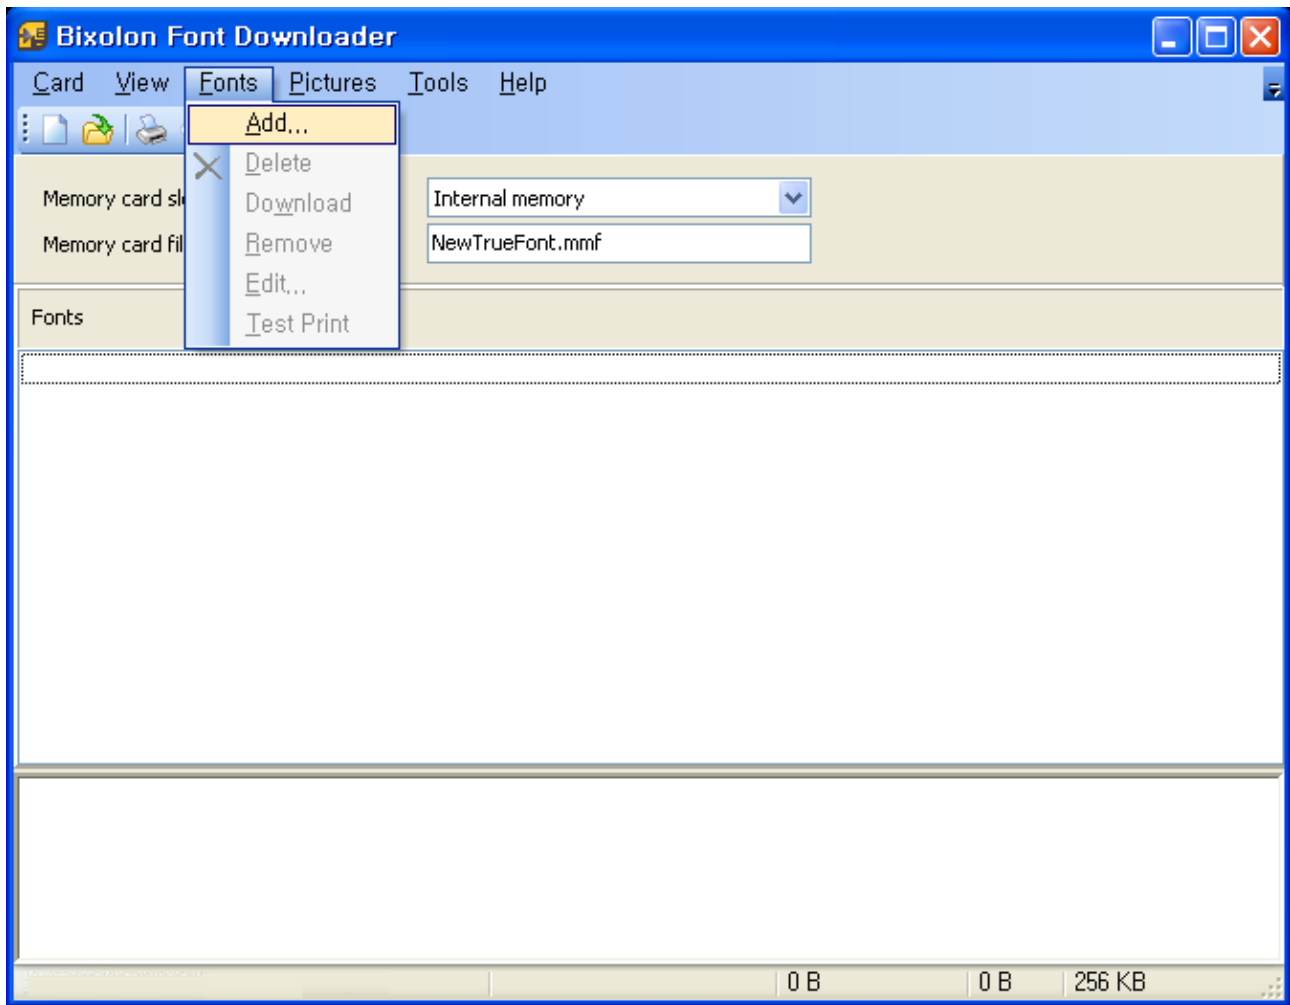 Bixolon Font Downloader
Card View Fonts Pictures Tools Help
Add...
Delete
Memory card sl
Internal memory
Download
Memory card fil
NewTrueFont.mmf
Remove
Edit...
Fonts
Test Print
0 B 0 B 256 KB